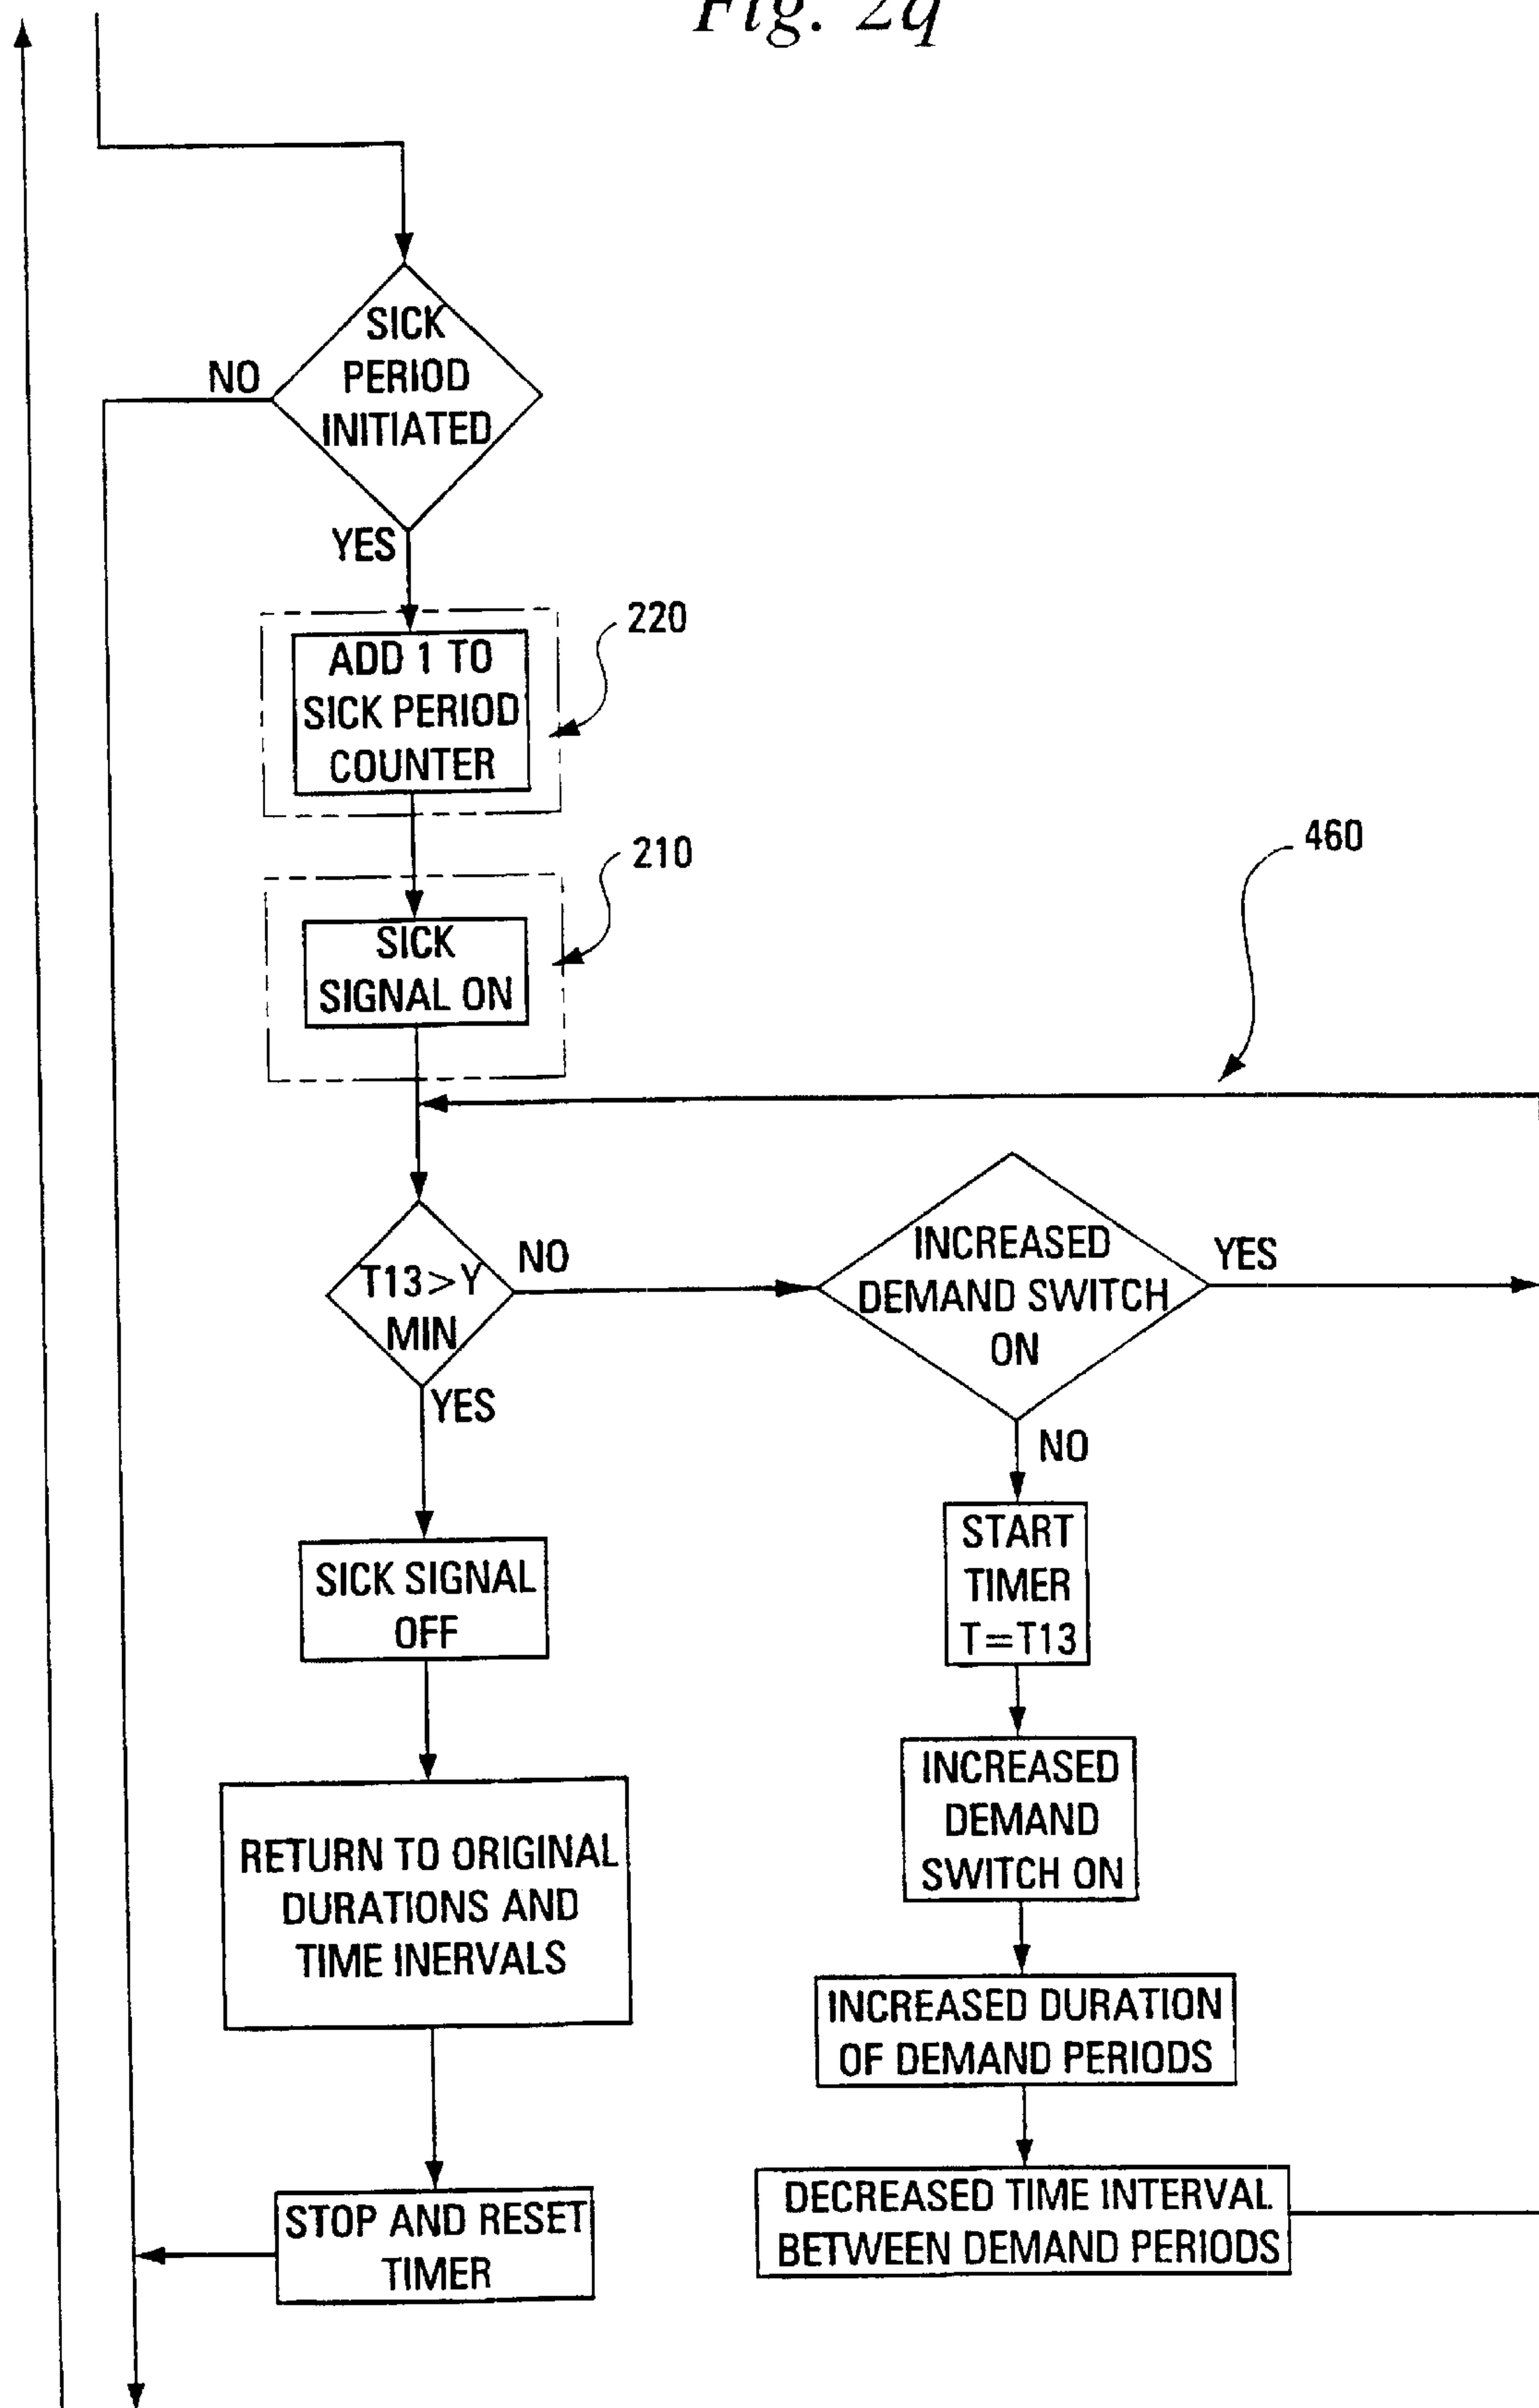 Fig. 2q
SICK
PERIOD
INITIATED
NO
YES
220
ADD 1 TO
SICK PERIOD
COUNTER
210
SICK
SIGNAL ON
460
T13>Y
MIN
NO
YES
INCREASED
DEMAND SWITCH
ON
YES
NO
SICK SIGNAL
OFF
START
TIMER
T=T13
INCREASED
DEMAND
SWITCH ON
RETURN TO ORIGINAL
DURATIONS AND
TIME INERVALS
INCREASED DURATION
OF DEMAND PERIODS
STOP AND RESET
TIMER
DECREASED TIME INTERVAL
BETWEEN DEMAND PERIODS